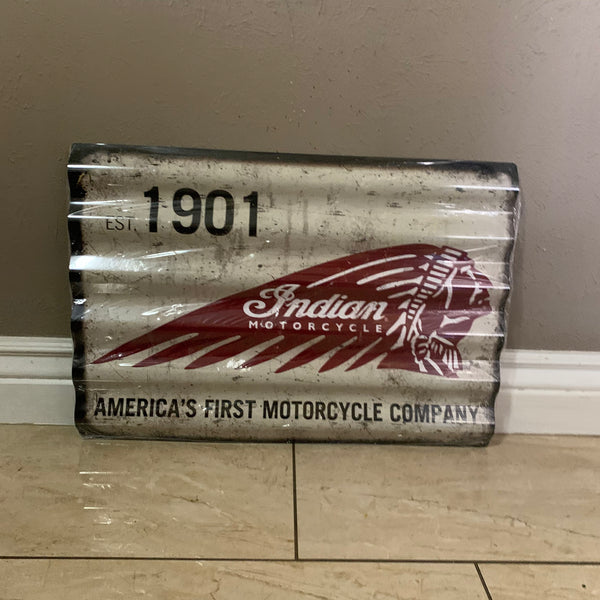 EST. 1901
Indian
MOTORCYCLE
AMERICA'S FIRST MOTORCYCLE COMPANY